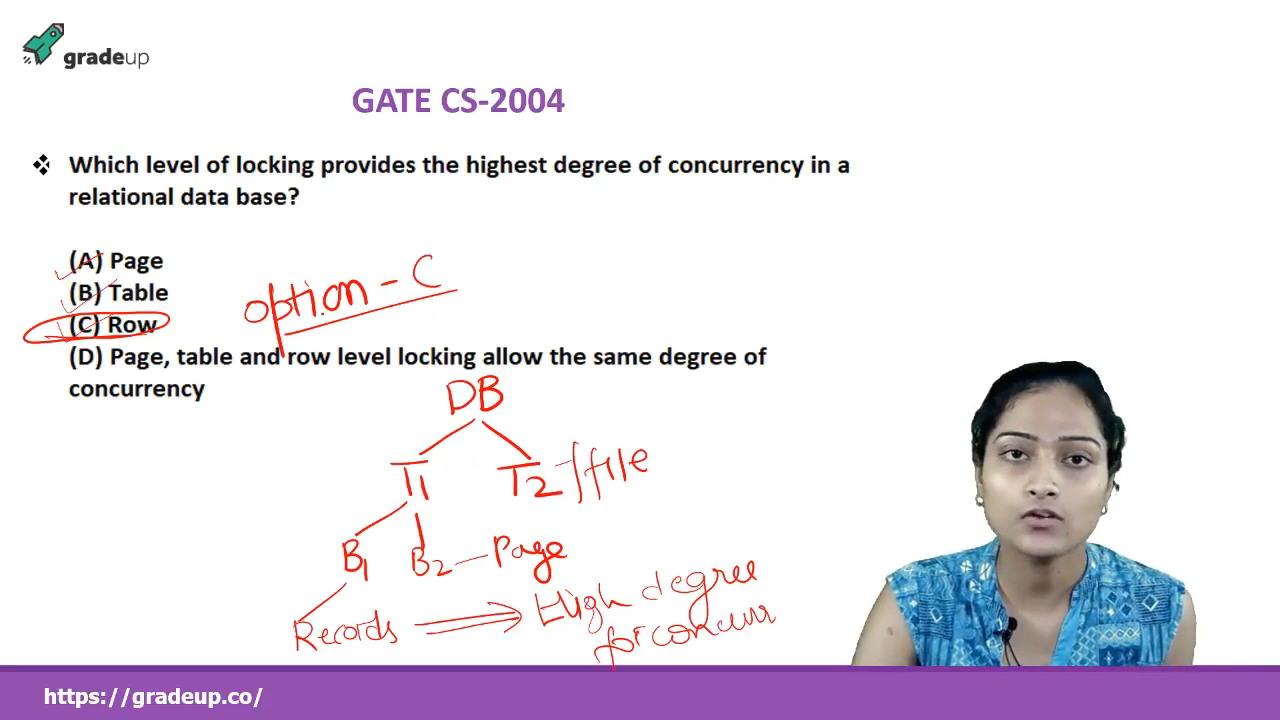 gradeup
GATE CS-2004
❖ Which level of locking provides the highest degree of concurrency in a
relational data base?
(A) Page
(B) Table
(C) Row
option - C
(D) Page, table and row level locking allow the same degree of
concurrency
DB
T1 T2 file
B1 B2 Page
Records High degree
for concurr
https://gradeup.co/